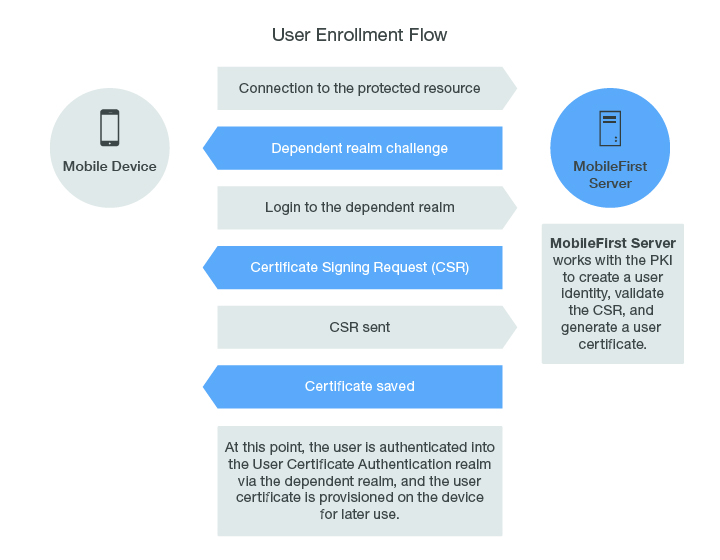 User Enrollment Flow
Connection to the protected resource
Mobile Device
Dependent realm challenge
MobileFirst
Server
Login to the dependent realm
Certificate Signing Request (CSR)
MobileFirst Server
works with the PKI
to create a user
identity, validate
the CSR, and
generate a user
certificate.
CSR sent
Certificate saved
At this point, the user is authenticated into
the User Certificate Authentication realm
via the dependent realm, and the user
certificate is provisioned on the device
for later use.